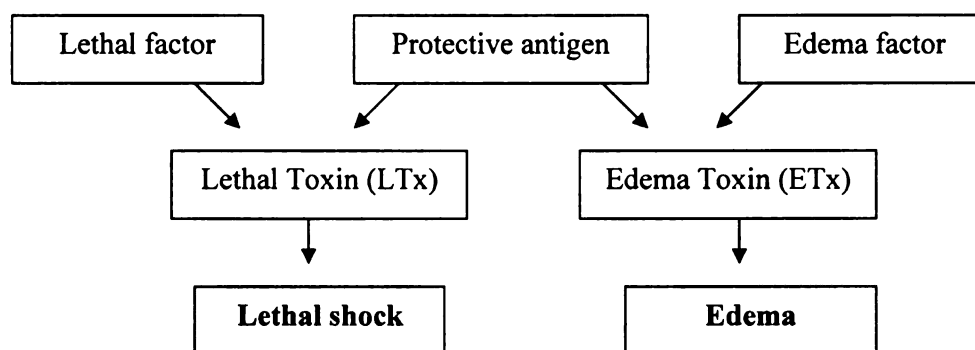 Lethal factor
Protective antigen
Edema factor
Lethal Toxin (LTx)
Edema Toxin (ETx)
Lethal shock
Edema